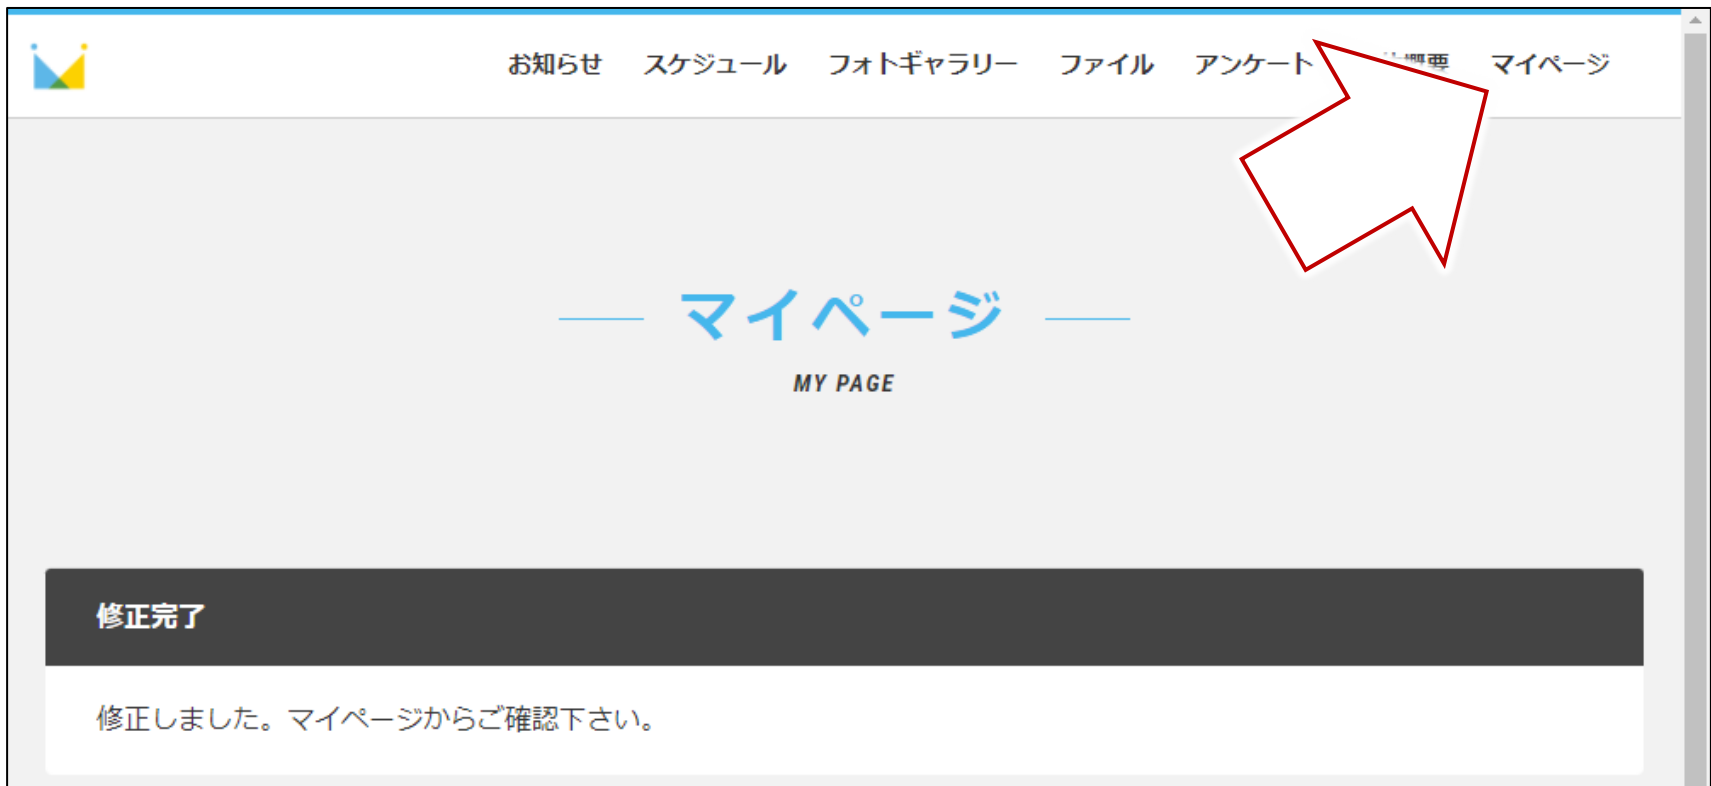 お知らせ スケジュール フォトギャラリー ファイル アンケート 概要 マイページ
マイページ
MY PAGE
修正完了
修正しました。マイページからご確認下さい。